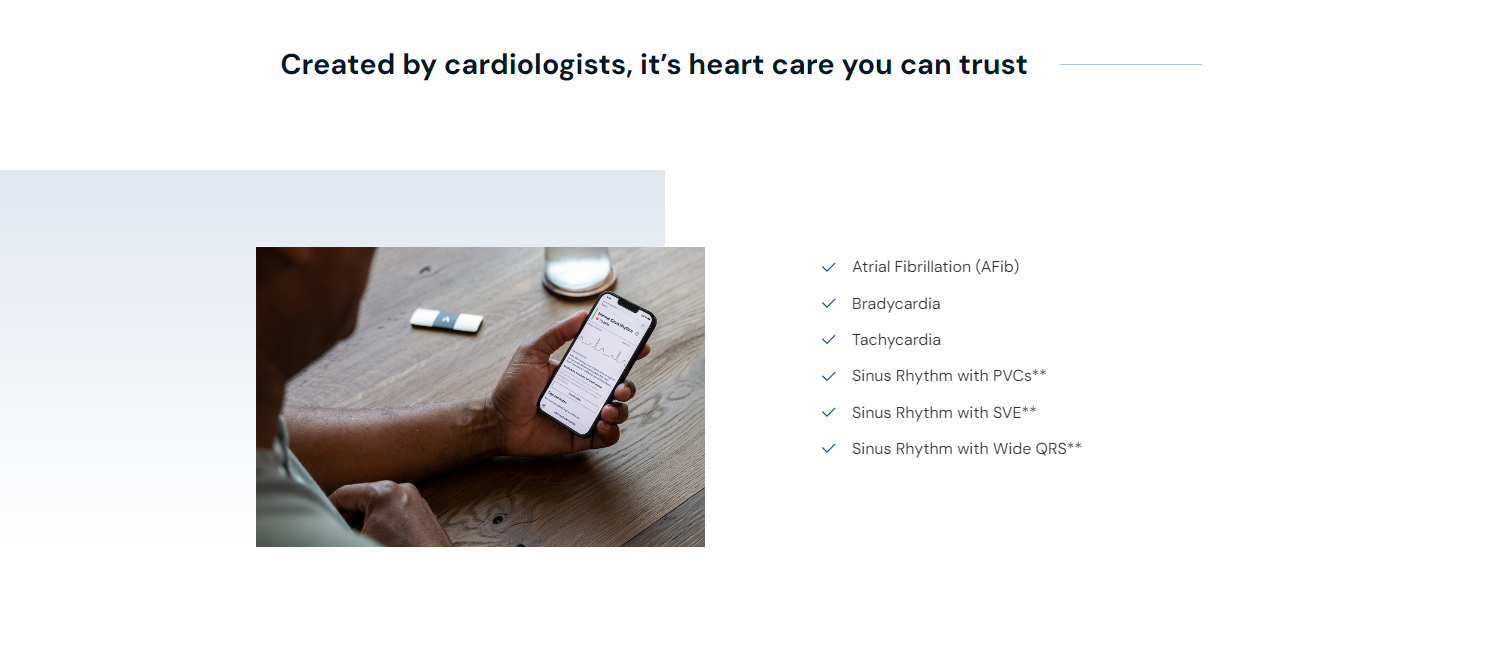 Created by cardiologists, it’s heart care you can trust
Atrial Fibrillation (AFib)
Bradycardia
Tachycardia
Sinus Rhythm with PVCs**
Sinus Rhythm with SVE**
Sinus Rhythm with Wide QRS**